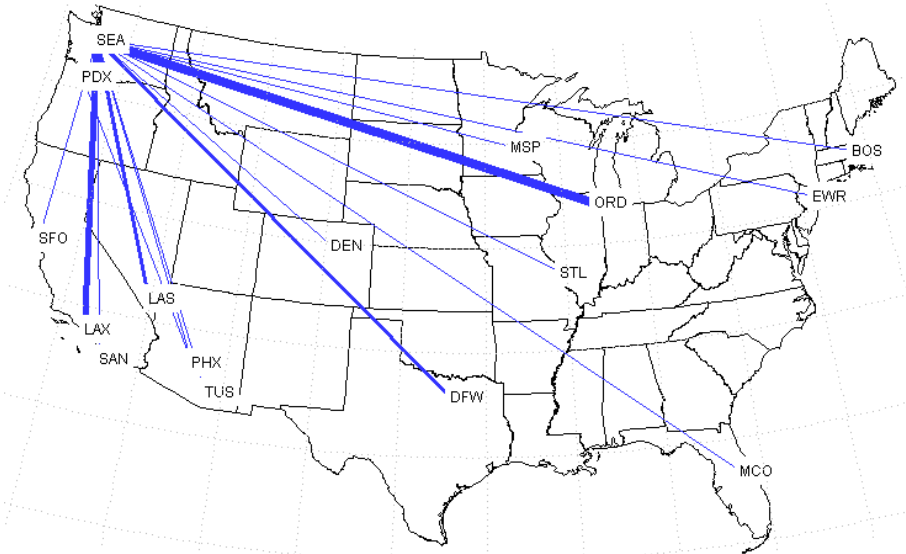 SEA
PDX
MSP
BOS
EWR
ORD
SFO
DEN
STL
LAS
LAX
SAN
PHX
TUS
DFW
MCO